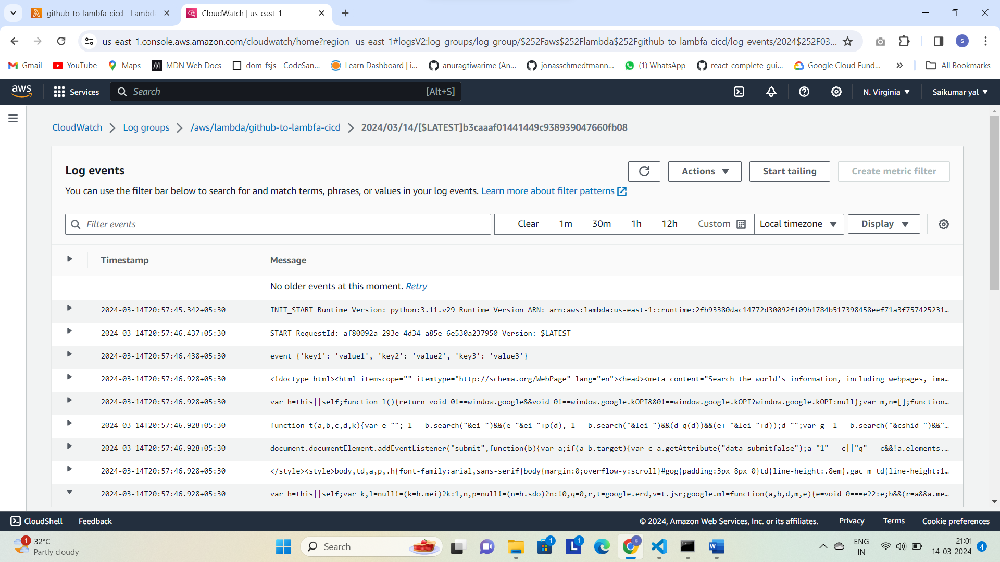 github-to-lambfa-cicd - Lambd
CloudWatch | us-east-1
us-east-1.console.aws.amazon.com/cloudwatch/home?region=us-east-1#logsV2:log-groups/log-group/$252Faws$252Flambda$252Fgithub-to-lambfa-cicd/log-events/2024$252F03...
S
Gmail YouTube Maps MDN Web Docs dom-fsjs - CodeSan... Learn Dashboard | i... anuragtiwarime (An... jonasschmedtmann... (1) WhatsApp react-complete-gui... Google Cloud Fund... All Bookmarks
aws Services Search [Alt+S] N. Virginia Saikumar yal
CloudWatch Log groups /aws/lambda/github-to-lambfa-cicd 2024/03/14/[$LATEST]b3caaaf01441449c938939047660fb08
Log events
Actions Start tailing Create metric filter
You can use the filter bar below to search for and match terms, phrases, or values in your log events. Learn more about filter patterns
Filter events Clear 1m 30m 1h 12h Custom Local timezone Display
Timestamp Message
No older events at this moment. Retry
2024-03-14T20:57:45.342+05:30 INIT_START Runtime Version: python:3.11.v29 Runtime Version ARN: arn:aws:lambda:us-east-1::runtime:2fb93380dac14772d30092f109b1784b517398458eef71a3f757425231...
2024-03-14T20:57:46.437+05:30 START RequestId: af80092a-293e-4d34-a85e-6e530a237950 Version: $LATEST
2024-03-14T20:57:46.438+05:30 event {'key1': 'value1', 'key2': 'value2', 'key3': 'value3'}
2024-03-14T20:57:46.928+05:30 <!doctype html><html itemscope="" itemtype="http://schema.org/WebPage" lang="en"><head><meta content="Search the world's information, including webpages, ima...
2024-03-14T20:57:46.928+05:30 var h=this||self;function l(){return void 0!==window.google&&void 0!==window.google.kOPI&&0!==window.google.kOPI?window.google.kOPI:null};var m,n=[];function...
2024-03-14T20:57:46.928+05:30 function t(a,b,c,d,k){var e="";-1===b.search("&ei=")&&(e="&ei="+p(d),-1===b.search("&lei=")&&(d=q(d))&&(e+="&lei="+d));d="";var g=-1===b.search("&cshid=")&&"...
2024-03-14T20:57:46.928+05:30 document.documentElement.addEventListener("submit",function(b){var a;if(a=b.target){var c=a.getAttribute("data-submitfalse");a="1"===c||"q"===c&&!a.elements...
2024-03-14T20:57:46.928+05:30 </style><style>body,td,a,p,.h{font-family:arial,sans-serif}body{margin:0;overflow-y:scroll}#gog{padding:3px 8px 0}td{line-height:.8em}.gac_m td{line-height:1...
2024-03-14T20:57:46.928+05:30 var h=this||self;var k,l=null!=(k=h.mei)?k:1,n,p=null!=(n=h.sdo)?n:!0,q=0,r,t=google.erd,v=t.jsr;google.ml=function(a,b,d,m,e){e=void 0===e?2:e;b&&(r=a&&a.me...
CloudShell Feedback © 2024, Amazon Web Services, Inc. or its affiliates. Privacy Terms Cookie preferences
1 32°C
Partly cloudy
Search
1
L 1
S
W
ENG
IN
21:01
14-03-2024
4